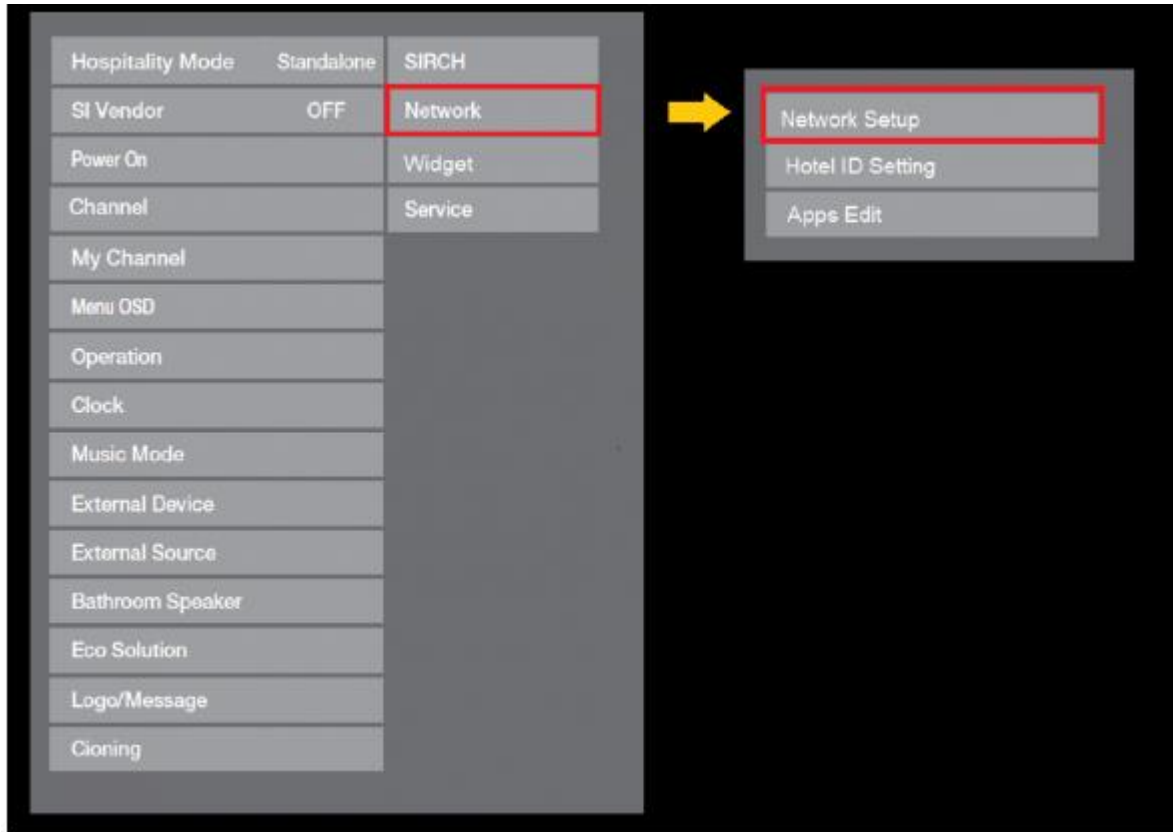 Hospitality Mode Standalone
SI Vendor OFF
Power On
Channel
My Channel
Menu OSD
Operation
Clock
Music Mode
External Device
External Source
Bathroom Speaker
Eco Solution
Logo/Message
Cioning
SIRCH
Network
Widget
Service
Network Setup
Hotel ID Setting
Apps Edit